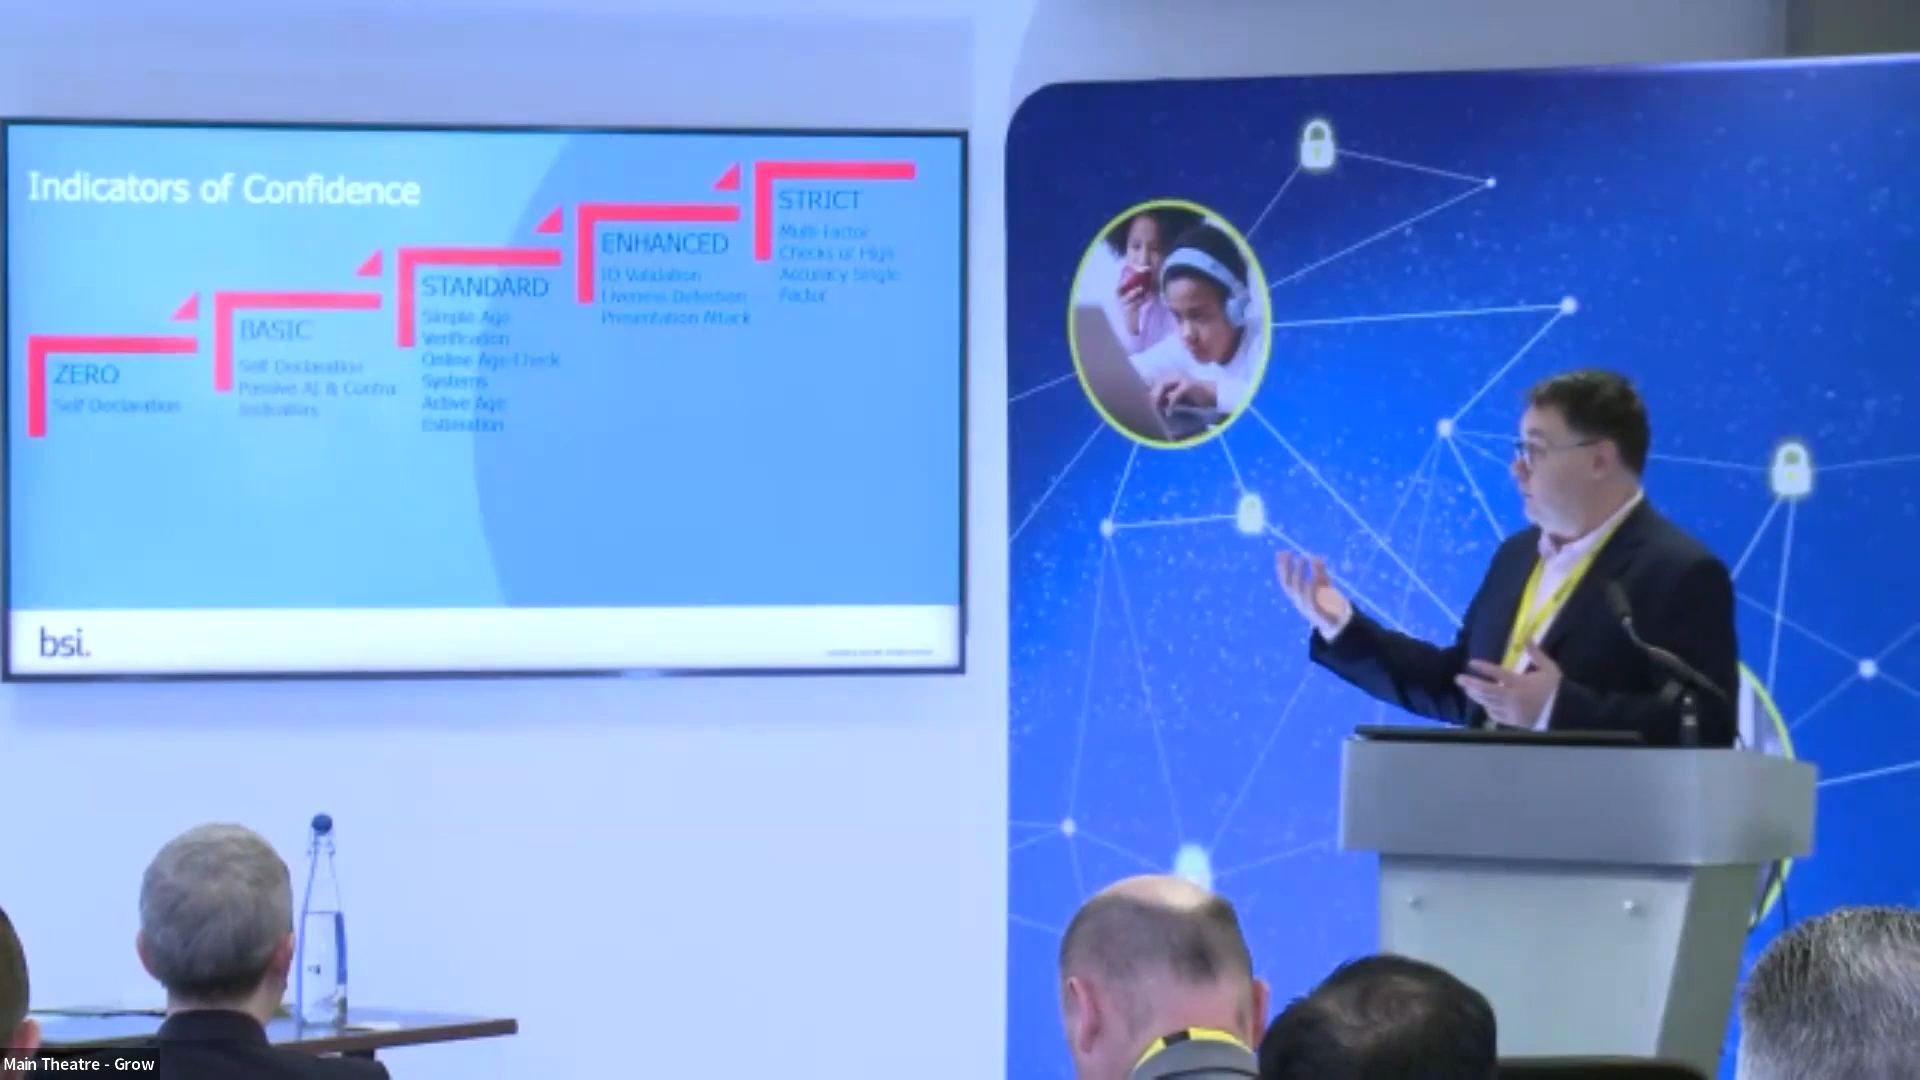 Indicators of Confidence
ZERO
Self Declaration
BASIC
Self Declaration
Passive AI & Contra
Indicators
STANDARD
Simple Age
Verification
Online Age Check
Systems
Active Age
Estimation
ENHANCED
ID Validation
Liveness Detection
Presentation Attack
STRICT
Multi-Factor
Checks or High
Accuracy Single
Factor
bsi.
Main Theatre - Grow